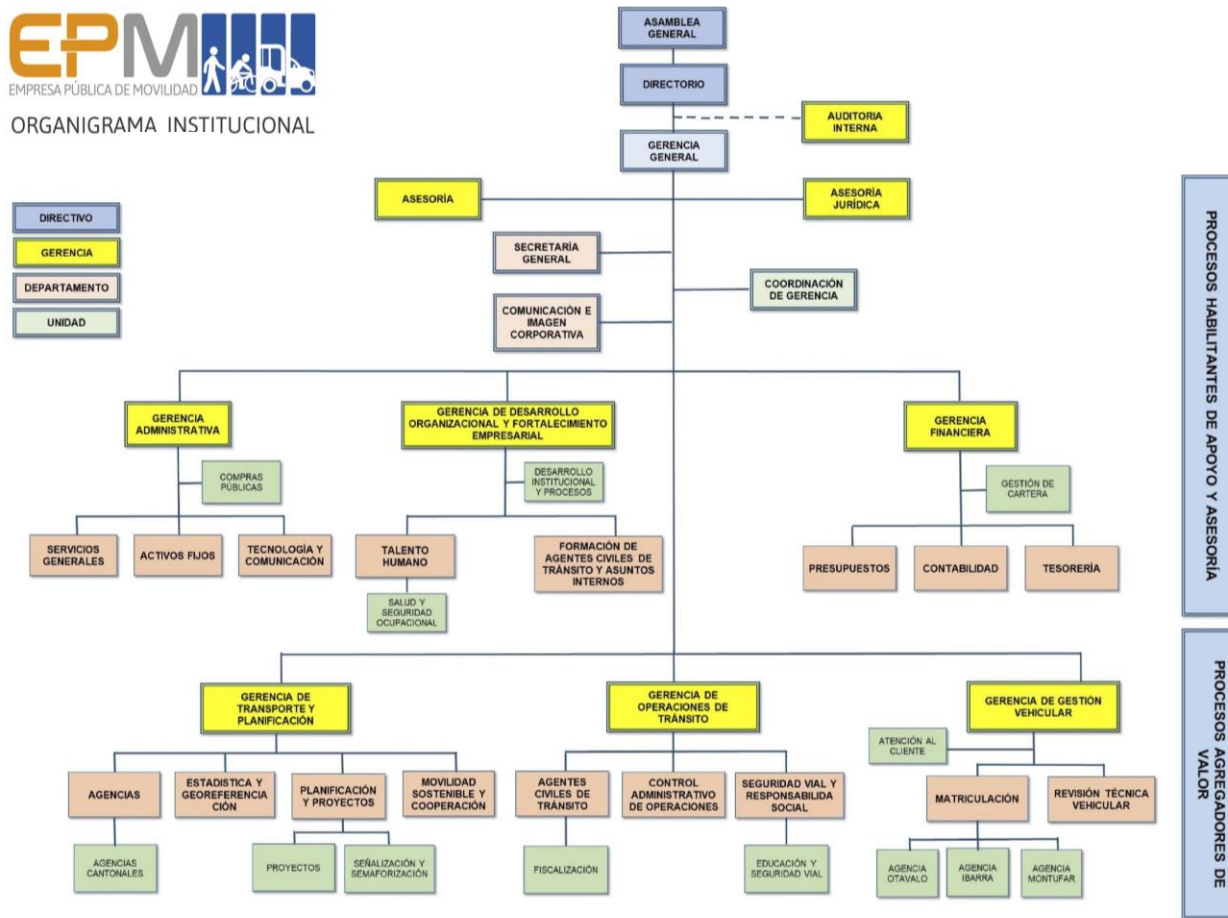 EPM
EMPRESA PÚBLICA DE MOVILIDAD
ORGANIGRAMA INSTITUCIONAL
ASAMBLEA
GENERAL
DIRECTORIO
AUDITORIA
INTERNA
GERENCIA
GENERAL
ASESORÍA
ASESORÍA
JURÍDICA
DIRECTIVO
GERENCIA
DEPARTAMENTO
UNIDAD
SECRETARÍA
GENERAL
COORDINACIÓN
DE GERENCIA
COMUNICACIÓN E
IMAGEN
CORPORATIVA
PROCESOS HABILITANTES DE APOYO Y ASESORÍA
GERENCIA
ADMINISTRATIVA
GERENCIA DE DESARROLLO
ORGANIZACIONAL Y FORTALECIMIENTO
EMPRESARIAL
GERENCIA
FINANCIERA
COMPRAS
PÚBLICAS
DESARROLLO
INSTITUCIONAL
Y PROCESOS
GESTIÓN DE
CARTERA
SERVICIOS
GENERALES
ACTIVOS FIJOS
TECNOLOGÍA Y
COMUNICACIÓN
TALENTO
HUMANO
FORMACIÓN DE
AGENTES CIVILES DE
TRÁNSITO Y ASUNTOS
INTERNOS
PRESUPUESTOS
CONTABILIDAD
TESORERÍA
SALUD Y
SEGURIDAD
OCUPACIONAL
PROCESOS AGREGADORES DE
VALOR
GERENCIA DE
TRANSPORTE Y
PLANIFICACIÓN
GERENCIA DE
OPERACIONES DE
TRÁNSITO
GERENCIA DE GESTIÓN
VEHICULAR
ATENCIÓN AL
CLIENTE
AGENCIAS
ESTADISTICA Y
GEOREFERENCIA
CIÓN
PLANIFICACIÓN
Y PROYECTOS
MOVILIDAD
SOSTENIBLE Y
COOPERACIÓN
AGENTES
CIVILES DE
TRÁNSITO
CONTROL
ADMINISTRATIVO
DE OPERACIONES
SEGURIDAD VIAL Y
RESPONSABILIDA
SOCIAL
MATRICULACIÓN
REVISIÓN TÉCNICA
VEHICULAR
AGENCIAS
CANTONALES
PROYECTOS
SEÑALIZACIÓN Y
SEMAFORIZACIÓN
FISCALIZACIÓN
EDUCACIÓN Y
SEGURIDAD VIAL
AGENCIA
OTAVALO
AGENCIA
IBARRA
AGENCIA
MONTUFAR